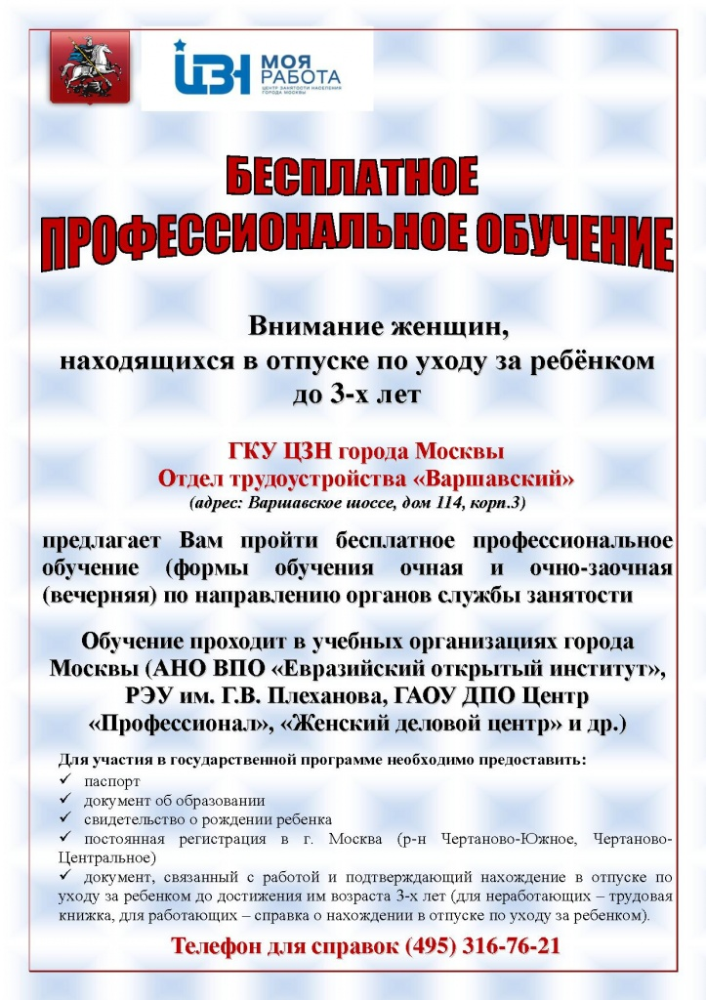 ЦЗН МОЯ
РАБОТА
ЦЕНТР ЗАНЯТОСТИ НАСЕЛЕНИЯ
ГОРОДА МОСКВЫ
БЕСПЛАТНОЕ
ПРОФЕССИОНАЛЬНОЕ ОБУЧЕНИЕ
Внимание женщин,
находящихся в отпуске по уходу за ребёнком
до 3-х лет
ГКУ ЦЗН города Москвы
Отдел трудоустройства «Варшавский»
(адрес: Варшавское шоссе, дом 114, корп.3)
предлагает Вам пройти бесплатное профессиональное
обучение (формы обучения очная и очно-заочная
(вечерняя) по направлению органов службы занятости
Обучение проходит в учебных организациях города
Москвы (АНО ВПО «Евразийский открытый институт»,
РЭУ им. Г.В. Плеханова, ГАОУ ДПО Центр
«Профессионал», «Женский деловой центр» и др.)
Для участия в государственной программе необходимо предоставить:
✓ паспорт
✓ документ об образовании
✓ свидетельство о рождении ребенка
✓ постоянная регистрация в г. Москва (р-н Чертаново-Южное, Чертаново-
Центральное)
✓ документ, связанный с работой и подтверждающий нахождение в отпуске по
уходу за ребенком до достижения им возраста 3-х лет (для неработающих – трудовая
книжка, для работающих – справка о нахождении в отпуске по уходу за ребенком).
Телефон для справок (495) 316-76-21